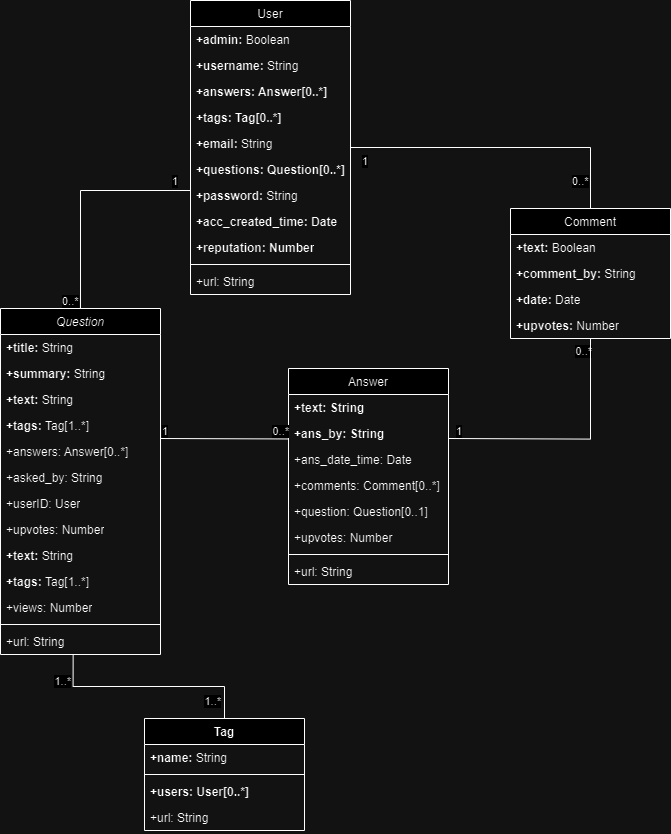 User
+admin: Boolean
+username: String
+answers: Answer[0..*]
+tags: Tag[0..*]
+email: String
+questions: Question[0..*]
+password: String
+acc_created_time: Date
+reputation: Number
+url: String
1
1
0..*
0..*
Comment
+text: Boolean
+comment_by: String
+date: Date
+upvotes: Number
0..*
Question
+title: String
+summary: String
+text: String
+tags: Tag[1..*]
+answers: Answer[0..*]
+asked_by: String
+userID: User
+upvotes: Number
+text: String
+tags: Tag[1..*]
+views: Number
+url: String
1
0..*
Answer
+text: String
+ans_by: String
+ans_date_time: Date
+comments: Comment[0..*]
+question: Question[0..1]
+upvotes: Number
+url: String
1
1..*
1..*
Tag
+name: String
+users: User[0..*]
+url: String